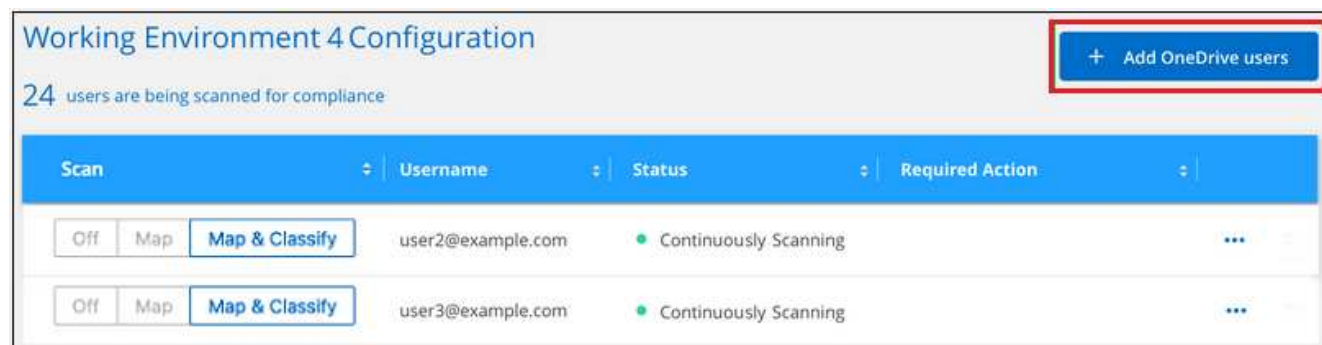 Working Environment 4 Configuration
+ Add OneDrive users
24 users are being scanned for compliance
Scan Username Status Required Action
Off Map Map & Classify user2@example.com Continuously Scanning ...
Off Map Map & Classify user3@example.com Continuously Scanning ...